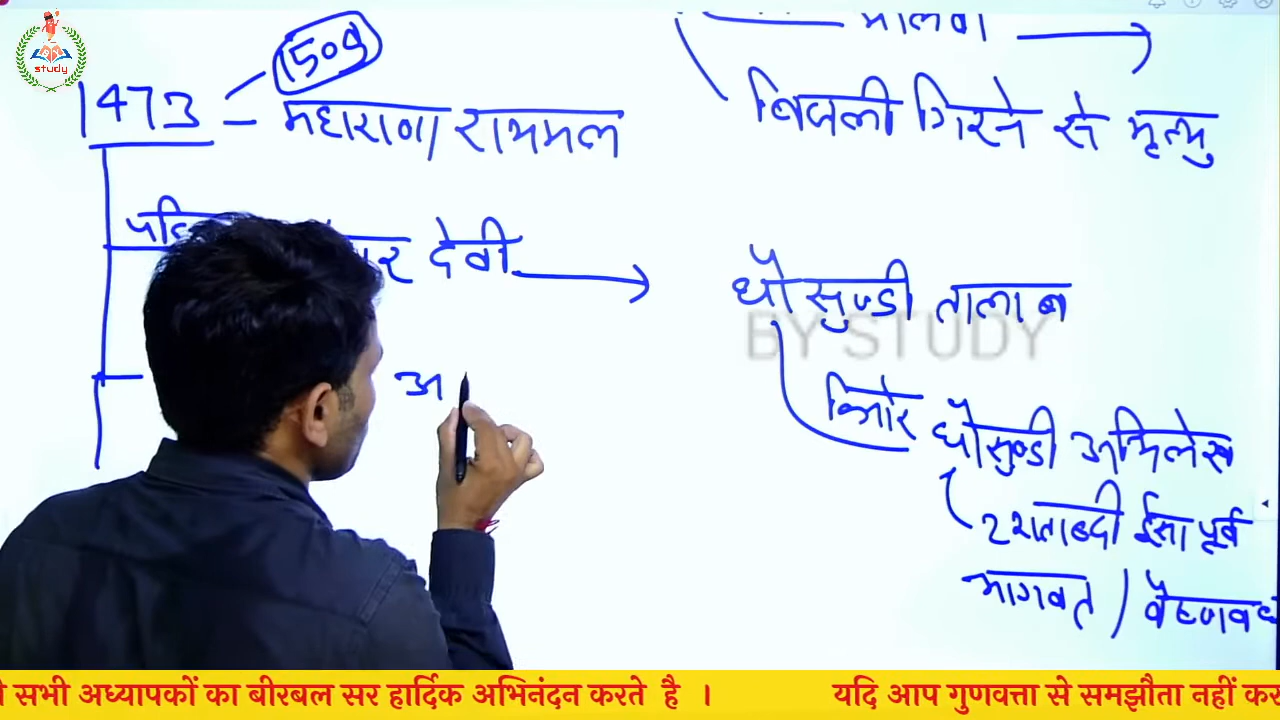 study
1509
मालवा
1473 - महाराणा रायमल
बिजली गिरने से मृत्यु
देवी
घौसुण्डी तालाब
BY STUDY
घौसुण्डी अभिलेख
2 शताब्दी ईसा पूर्व
भागवत / वैष्णव
अ
सभी अध्यापकों का बीरबल सर हार्दिक अभिनंदन करते है ।
यदि आप गुणवत्ता से समझौता नहीं कर